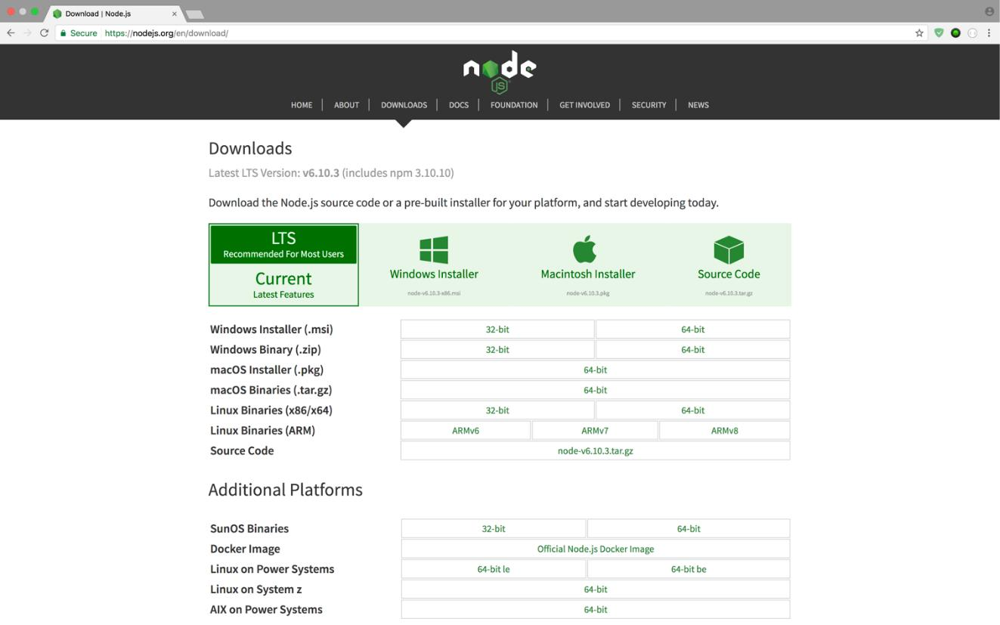 Download | Node.js
Secure https://nodejs.org/en/download/
node
JS
HOME ABOUT DOWNLOADS DOCS FOUNDATION GET INVOLVED SECURITY NEWS
Downloads
Latest LTS Version: v6.10.3 (includes npm 3.10.10)
Download the Node.js source code or a pre-built installer for your platform, and start developing today.
LTS
Recommended For Most Users
Current
Latest Features
Windows Installer
node-v6.10.3-x86.msi
Macintosh Installer
node-v6.10.3.pkg
Source Code
node-v6.10.3.tar.gz
Windows Installer (.msi) 32-bit 64-bit
Windows Binary (.zip) 32-bit 64-bit
macOS Installer (.pkg) 64-bit
macOS Binaries (.tar.gz) 64-bit
Linux Binaries (x86/x64) 32-bit 64-bit
Linux Binaries (ARM) ARMv6 ARMv7 ARMv8
Source Code node-v6.10.3.tar.gz
Additional Platforms
SunOS Binaries 32-bit 64-bit
Docker Image Official Node.js Docker Image
Linux on Power Systems 64-bit le 64-bit be
Linux on System z 64-bit
AIX on Power Systems 64-bit